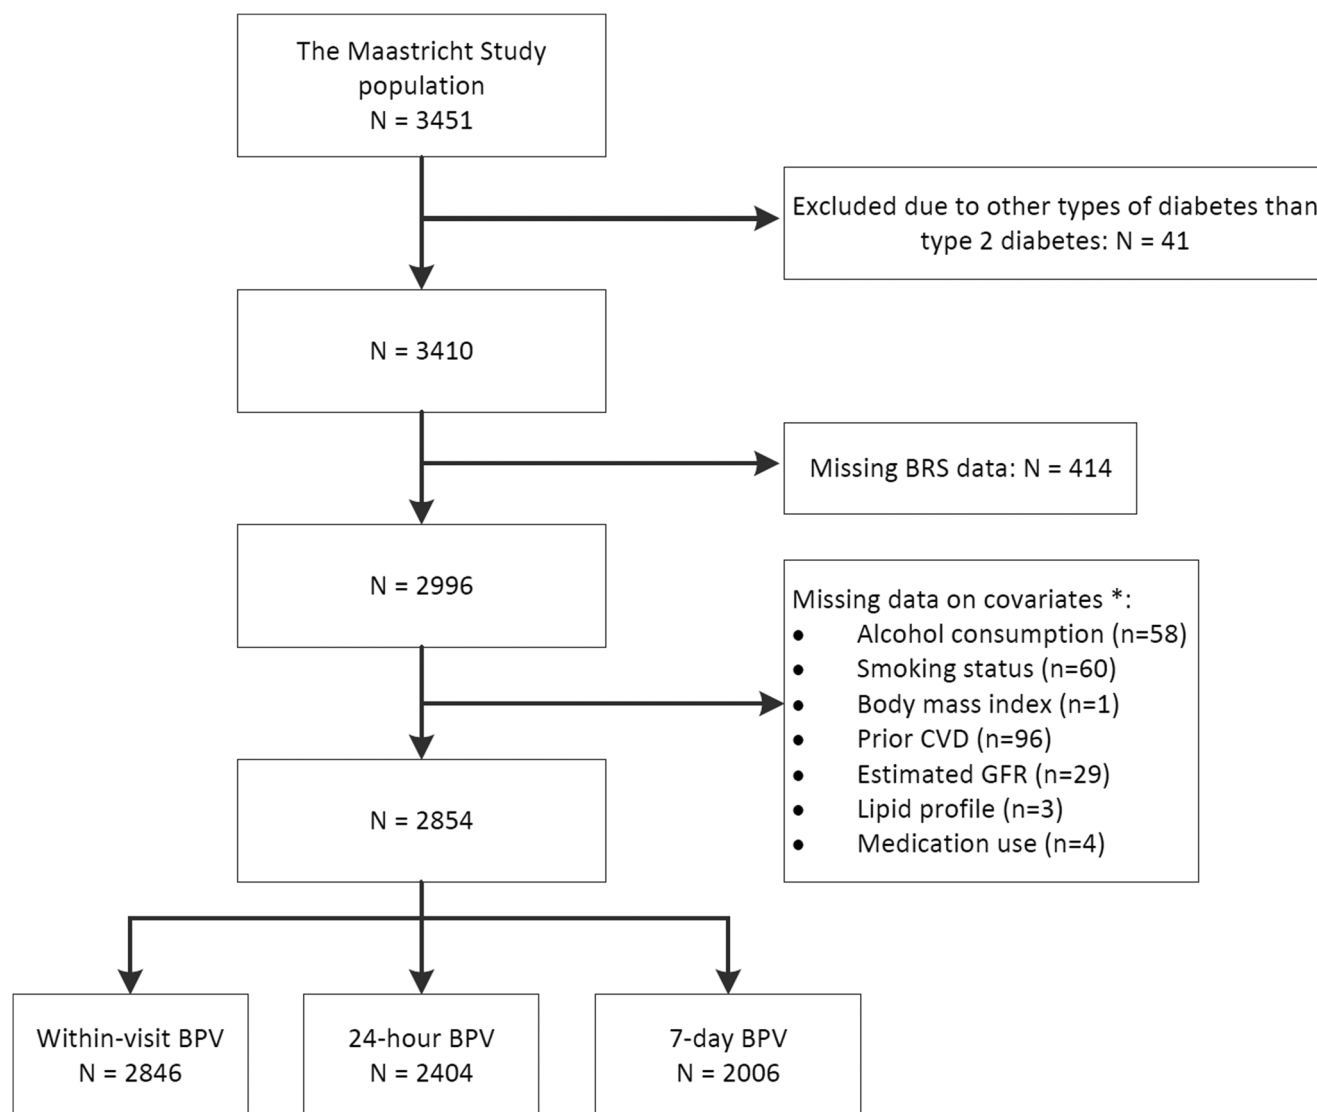 The Maastricht Study
population
N = 3451
Excluded due to other types of diabetes than
type 2 diabetes: N = 41
N = 3410
Missing BRS data: N = 414
N = 2996
Missing data on covariates *:
● Alcohol consumption (n=58)
● Smoking status (n=60)
● Body mass index (n=1)
● Prior CVD (n=96)
● Estimated GFR (n=29)
● Lipid profile (n=3)
● Medication use (n=4)
N = 2854
Within-visit BPV
N = 2846
24-hour BPV
N = 2404
7-day BPV
N = 2006